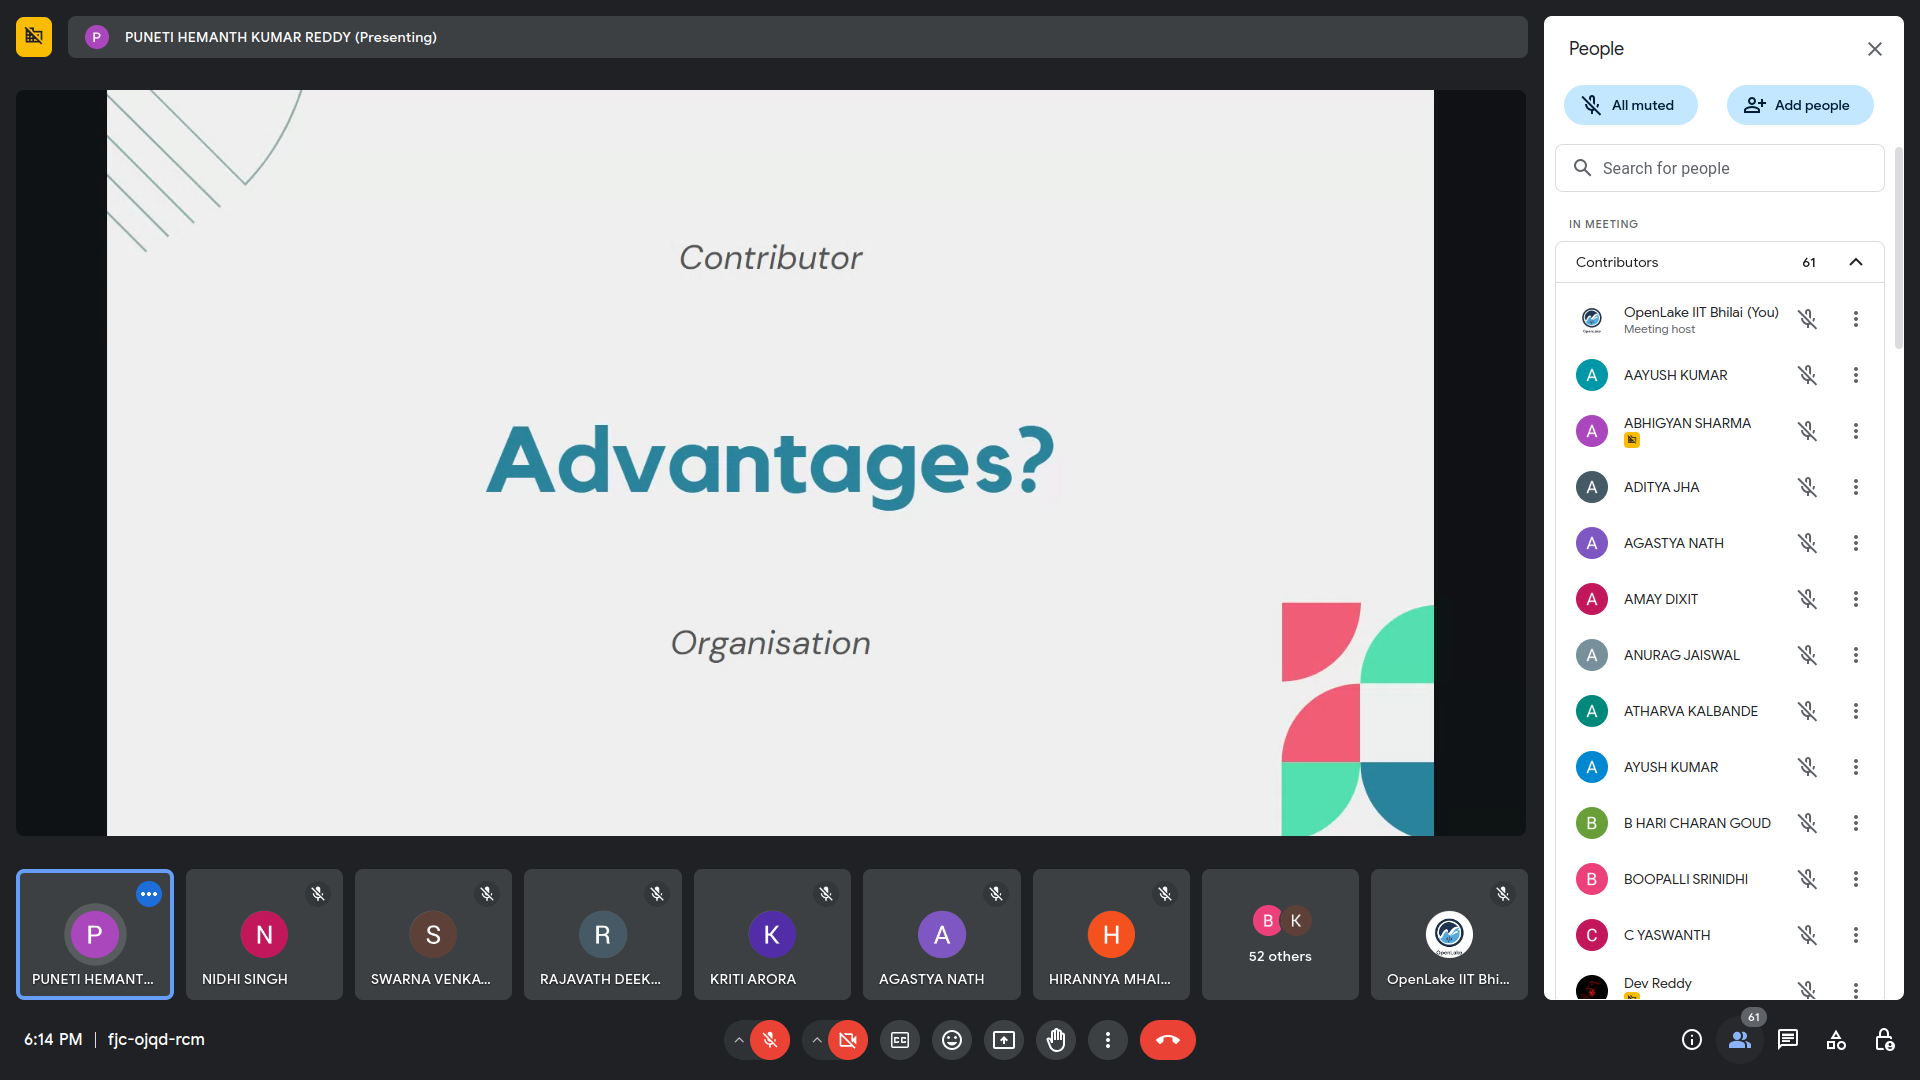 P PUNETI HEMANTH KUMAR REDDY (Presenting)
Contributor
Advantages?
Organisation
P
PUNETI HEMANT...
N
NIDHI SINGH
S
SWARNA VENKA...
R
RAJAVATH DEEK...
K
KRITI ARORA
A
AGASTYA NATH
H
HIRANNYA MHAI...
B K
52 others
OpenLake
OpenLake IIT Bhi...
6:14 PM | fjc-ojqd-rcm
CC
61
People
All muted
Add people
Search for people
IN MEETING
Contributors 61
OpenLake IIT Bhilai (You)
Meeting host
A AAYUSH KUMAR
A ABHIGYAN SHARMA
A ADITYA JHA
A AGASTYA NATH
A AMAY DIXIT
A ANURAG JAISWAL
A ATHARVA KALBANDE
A AYUSH KUMAR
B B HARI CHARAN GOUD
B BOOPALLI SRINIDHI
C C YASWANTH
Dev Reddy